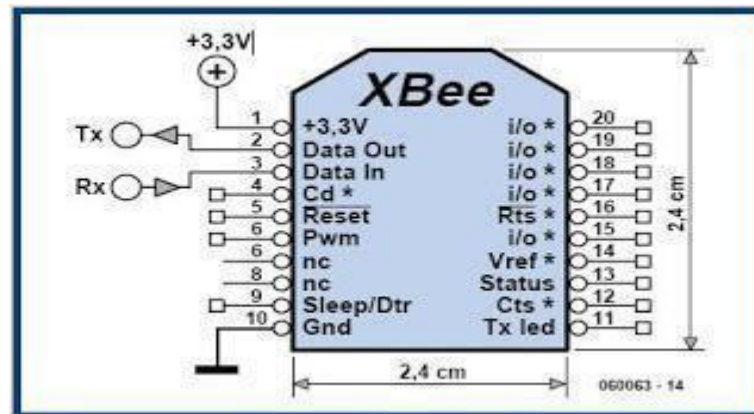 +3,3V
XBee
1 +3,3V i/o * 20
Tx 2 Data Out i/o * 19
Rx 3 Data In i/o * 18
4 Cd * i/o * 17
5 Reset Rts * 16
6 Pwm i/o * 15
6 nc Vref * 14
8 nc Status 13
9 Sleep/Dtr Cts * 12
10 Gnd Tx led 11
2,4 cm
2,4 cm
060063 - 14